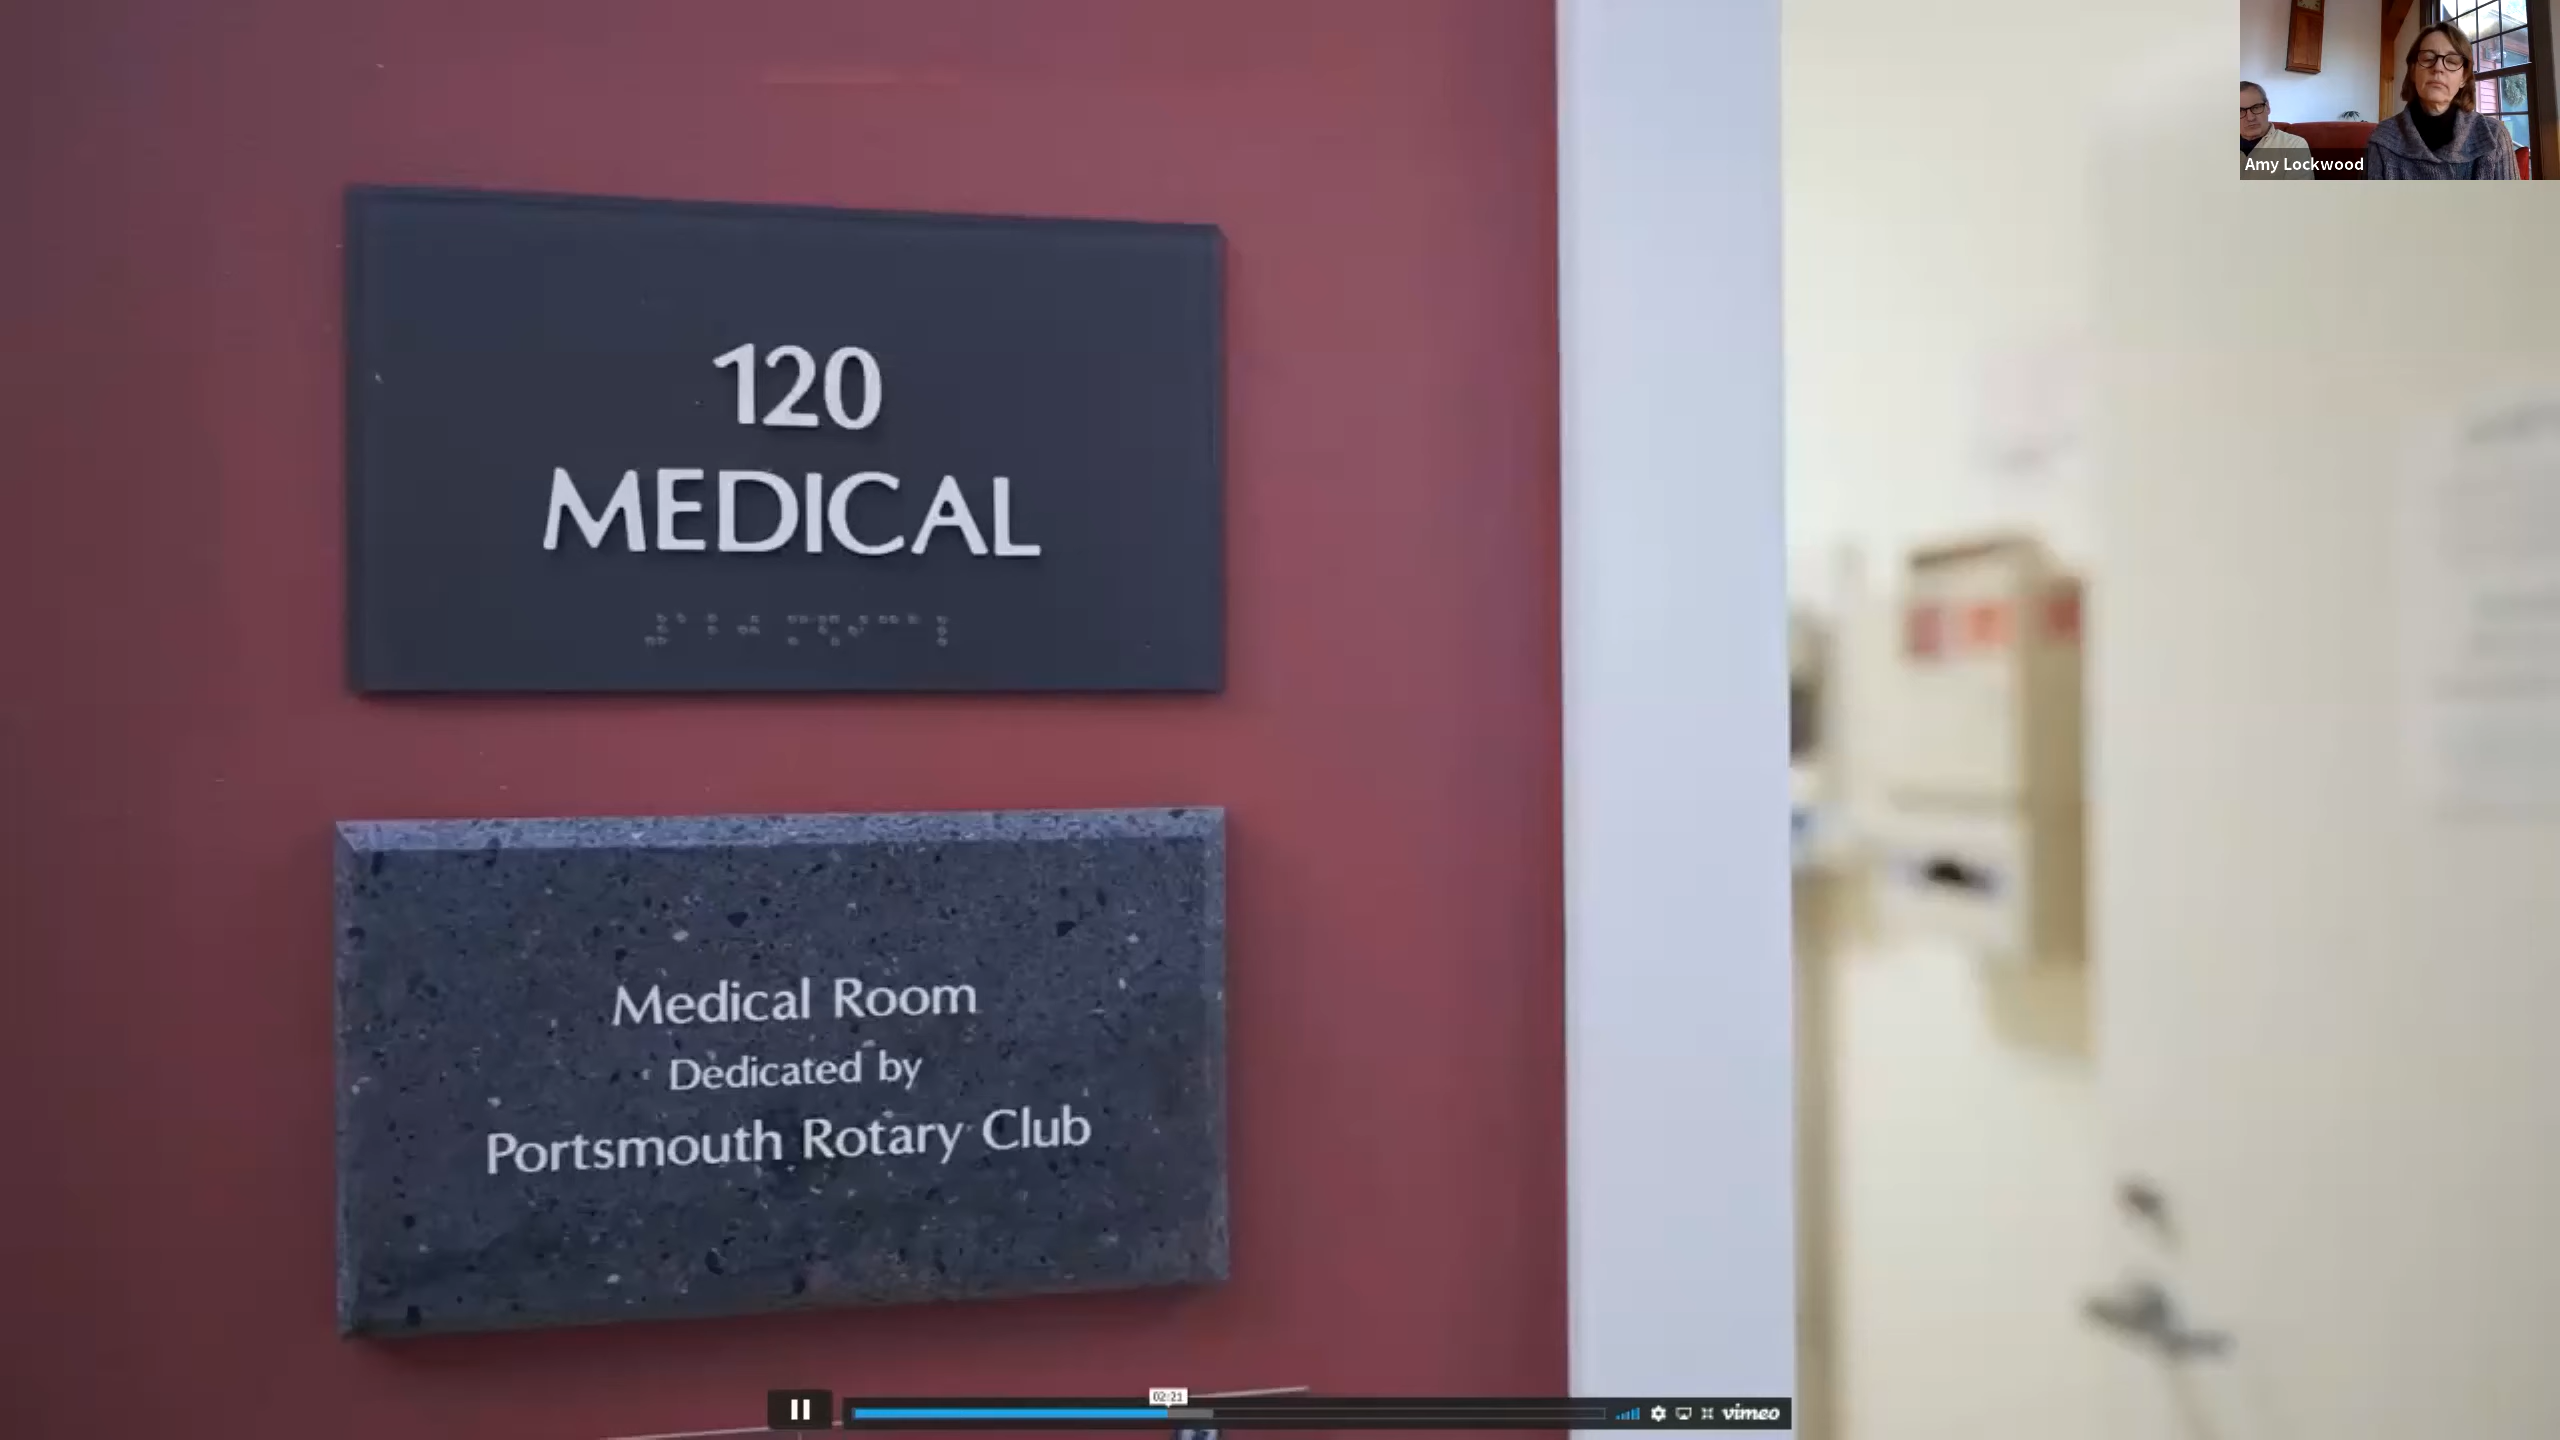 Amy Lockwood
120
MEDICAL
Medical Room
Dedicated by
Portsmouth Rotary Club
02:21
vimeo